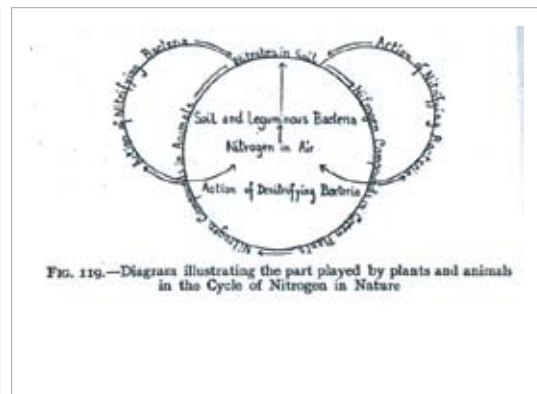 Action of Nitrifying Bacteria
Nitrates in Soil
Action of Nitrifying Bacteria
Soil and Leguminous Bacteria
Nitrogen in Air
Action of Denitrifying Bacteria
Nitrogen Compounds in Green Plants
Nitrogen Compounds in Animals
FIG. 119.—Diagram illustrating the part played by plants and animals
in the Cycle of Nitrogen in Nature